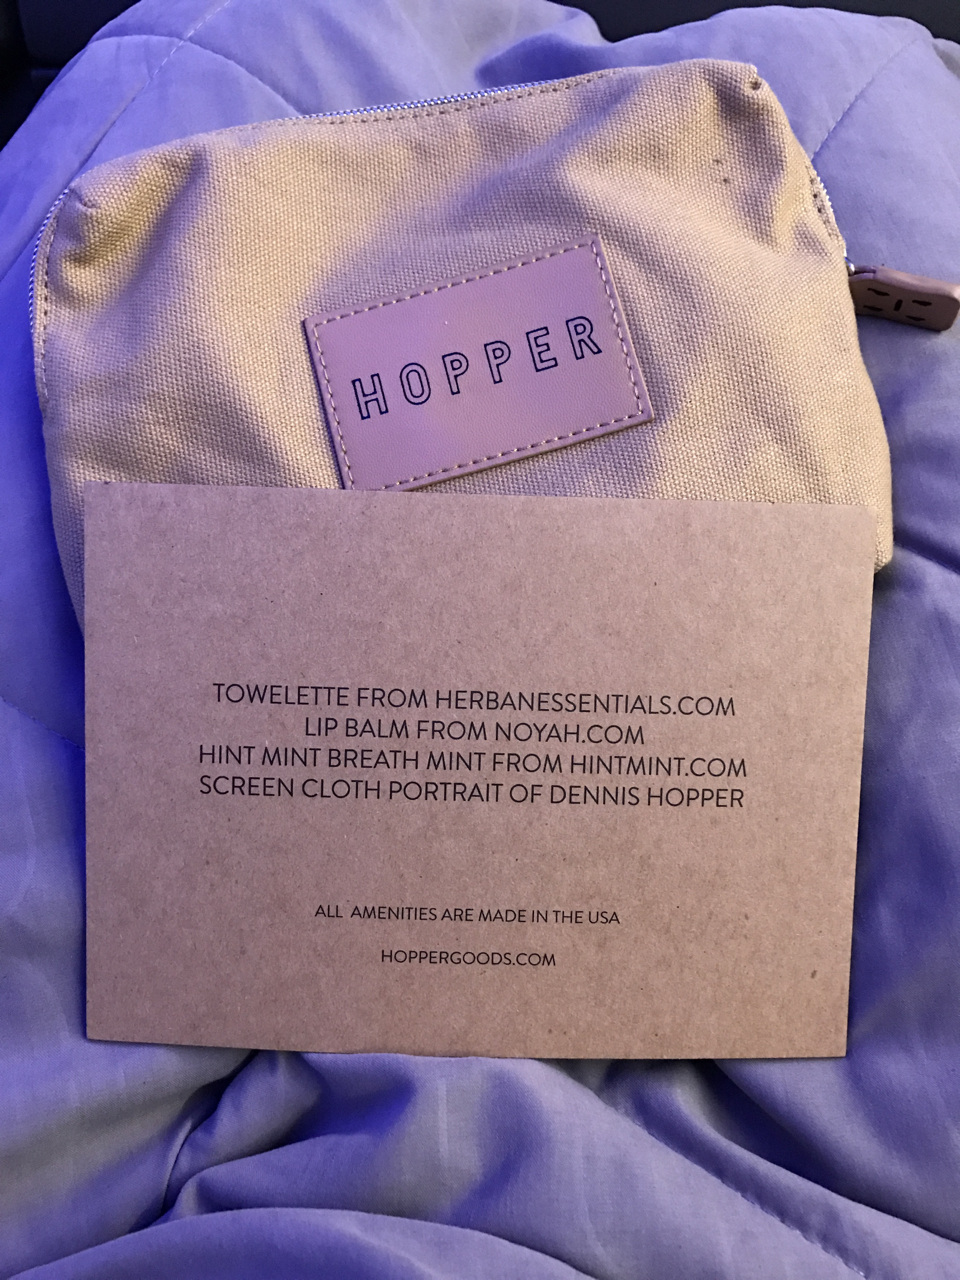 HOPPER
TOWELETTE FROM HERBANESSENTIALS.COM
LIP BALM FROM NOYAH.COM
HINT MINT BREATH MINT FROM HINTMINT.COM
SCREEN CLOTH PORTRAIT OF DENNIS HOPPER
ALL AMENITIES ARE MADE IN THE USA
HOPPERGOODS.COM